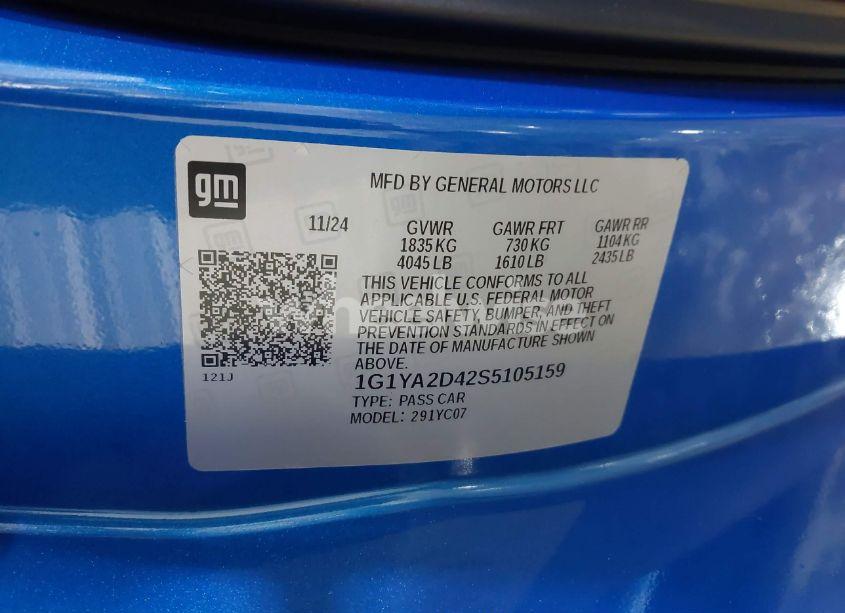 gm
MFD BY GENERAL MOTORS LLC
11/24 GVWR GAWR FRT GAWR RR
1835 KG 730 KG 1104 KG
4045 LB 1610 LB 2435 LB
THIS VEHICLE CONFORMS TO ALL
APPLICABLE U.S. FEDERAL MOTOR
VEHICLE SAFETY, BUMPER, AND THEFT
PREVENTION STANDARDS IN EFFECT ON
THE DATE OF MANUFACTURE SHOWN
ABOVE.
121J
1G1YA2D42S5105159
TYPE: PASS CAR
MODEL: 291YC07